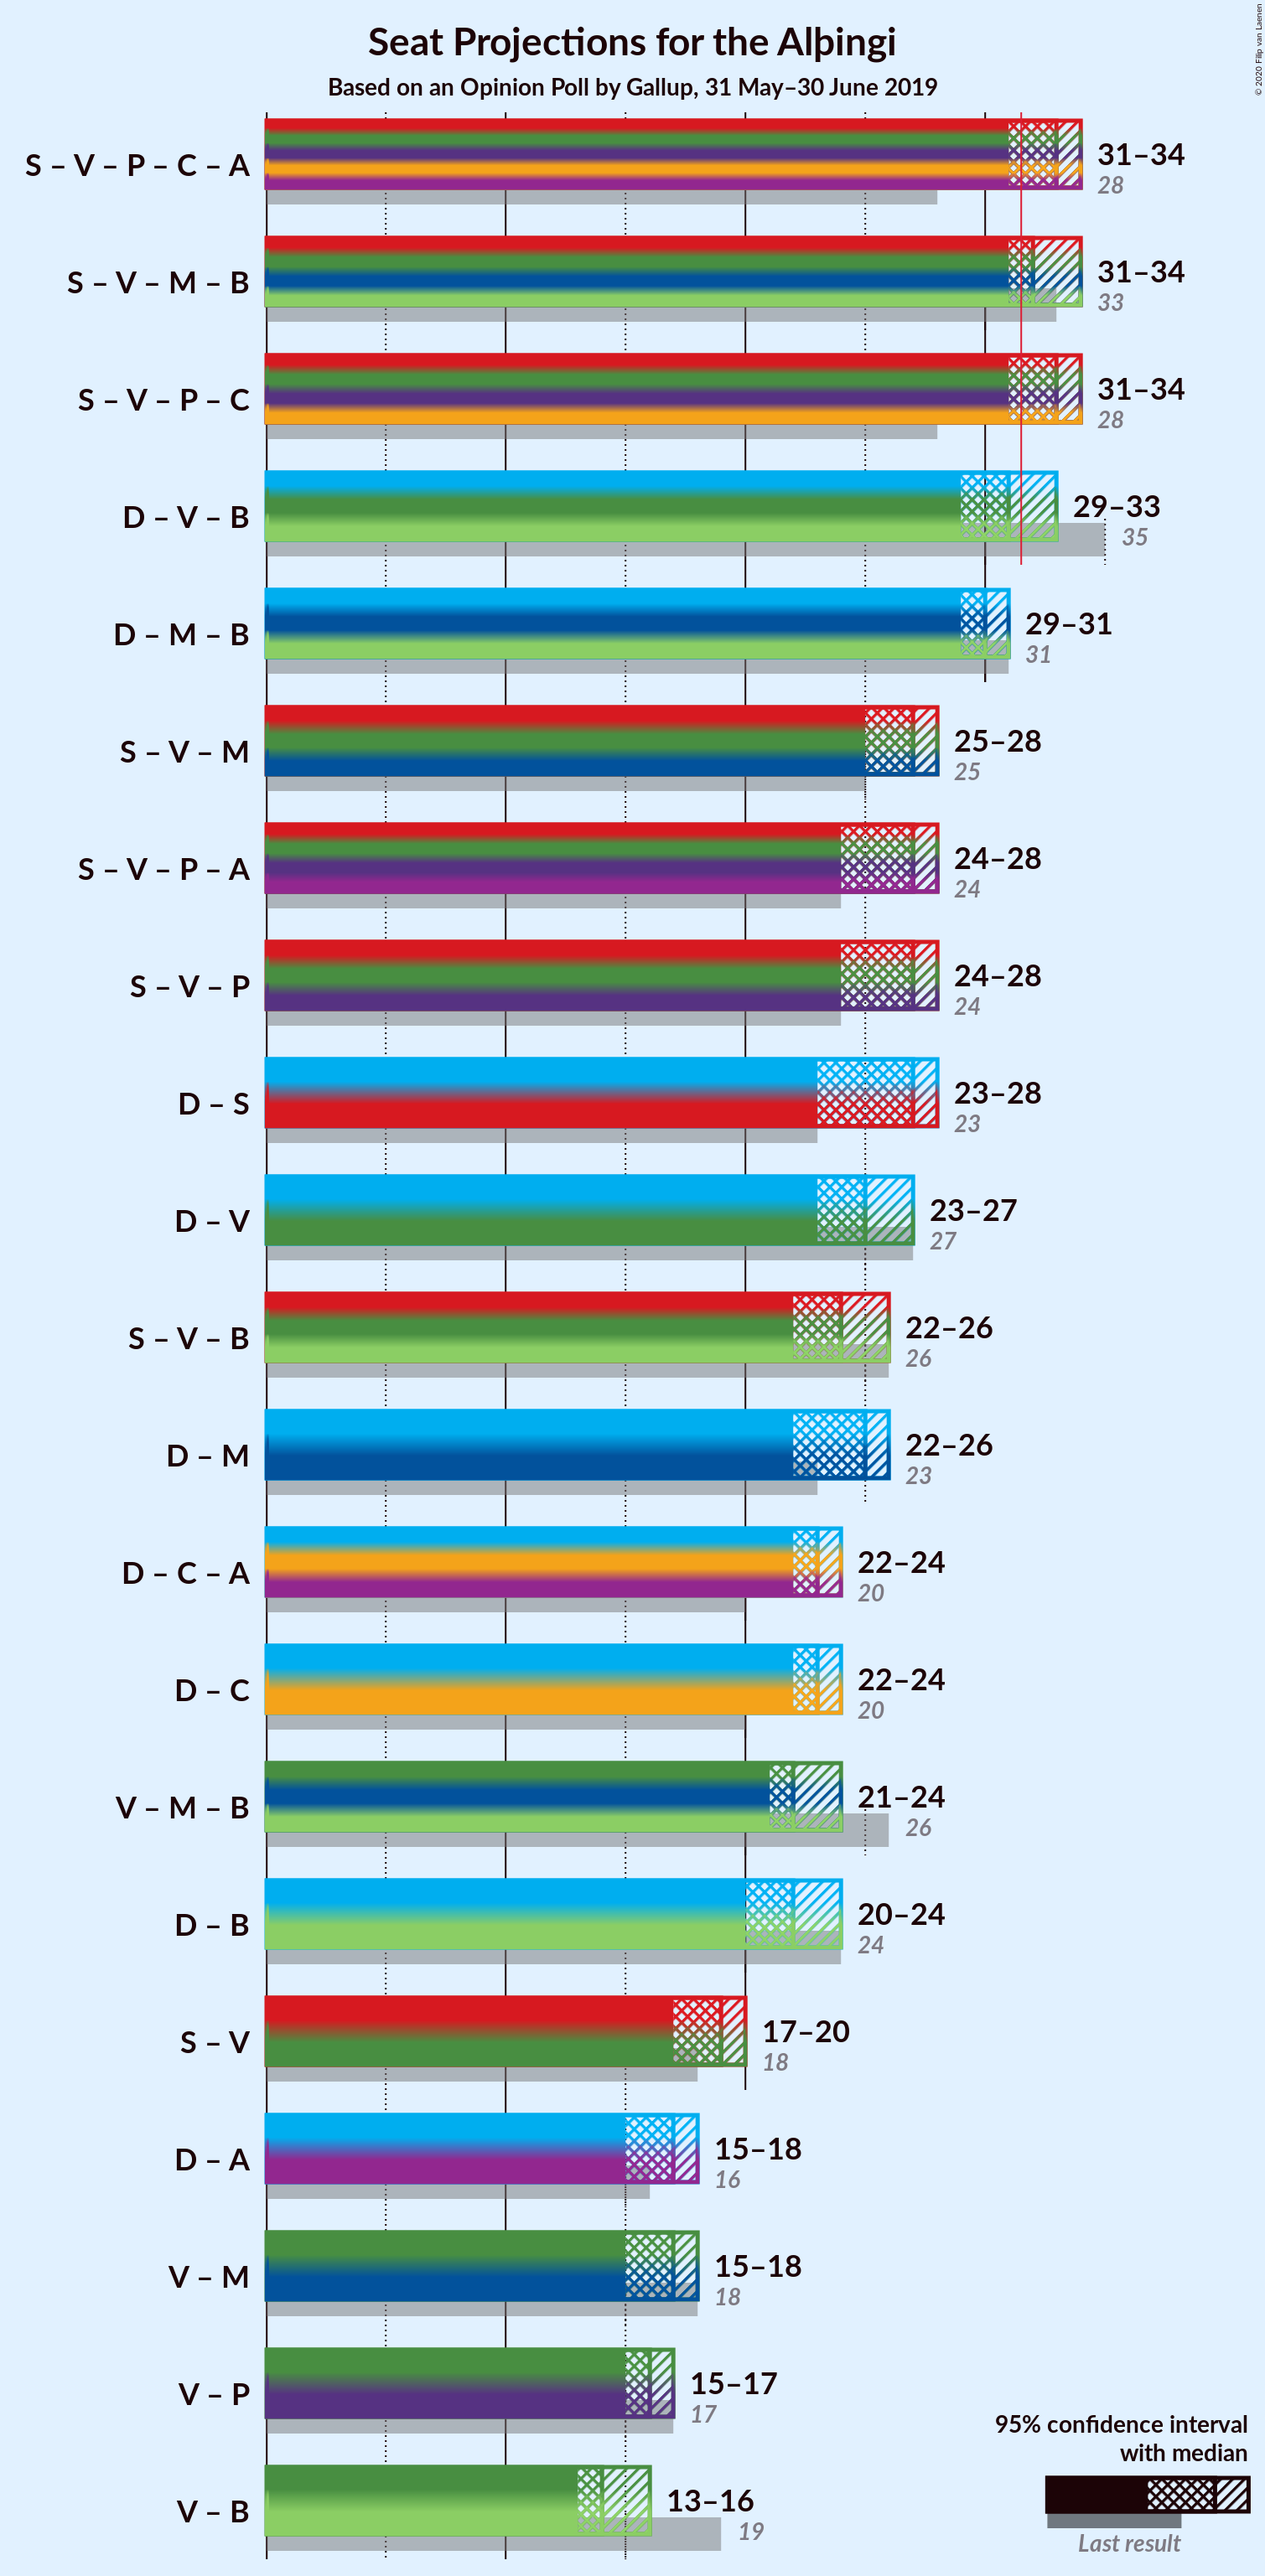 Seat Projections for the Alþingi
Based on an Opinion Poll by Gallup, 31 May–30 June 2019
© 2020 Filip van Laenen
S – V – P – C – A
31–34
28
S – V – M – B
31–34
33
S – V – P – C
31–34
28
D – V – B
29–33
35
D – M – B
29–31
31
S – V – M
25–28
25
S – V – P – A
24–28
24
S – V – P
24–28
24
D – S
23–28
23
D – V
23–27
27
S – V – B
22–26
26
D – M
22–26
23
D – C – A
22–24
20
D – C
22–24
20
V – M – B
21–24
26
D – B
20–24
24
S – V
17–20
18
D – A
15–18
16
V – M
15–18
18
V – P
15–17
17
V – B
13–16
19
95% confidence interval
with median
Last result